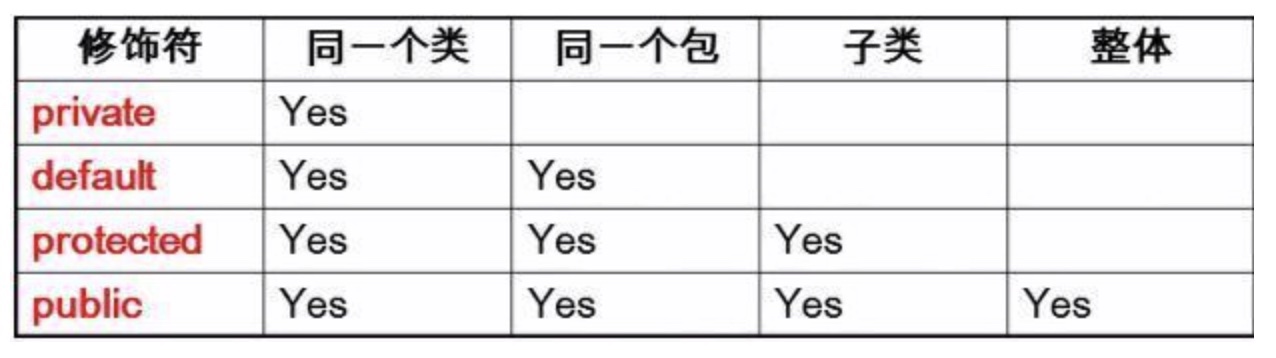 修饰符 同一个类 同一个包 子类 整体
private Yes
default Yes Yes
protected Yes Yes Yes
public Yes Yes Yes Yes